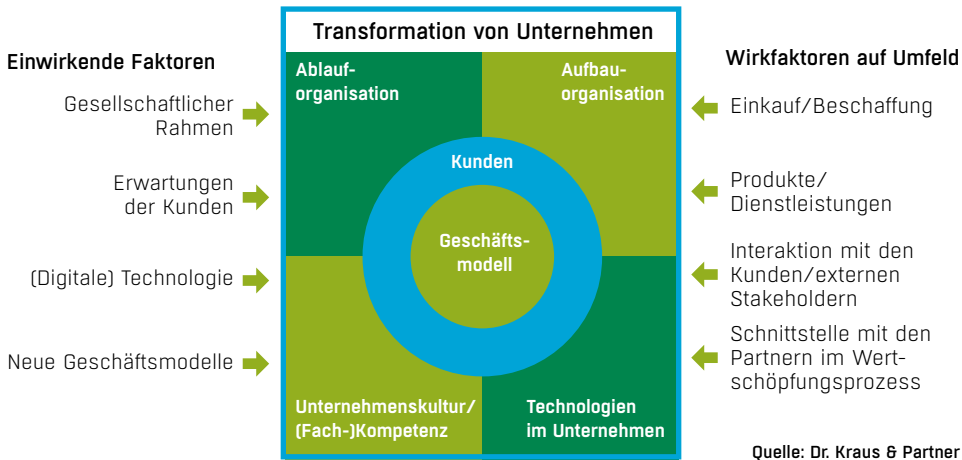 Transformation von Unternehmen
Einwirkende Faktoren
Gesellschaftlicher
Rahmen
Erwartungen
der Kunden
(Digitale) Technologie
Neue Geschäftsmodelle
Ablauf-
organisation
Aufbau-
organisation
Kunden
Geschäfts-
modell
Unternehmenskultur/
(Fach-)Kompetenz
Technologien
im Unternehmen
Wirkfaktoren auf Umfeld
Einkauf/Beschaffung
Produkte/
Dienstleistungen
Interaktion mit den
Kunden/externen
Stakeholdern
Schnittstelle mit den
Partnern im Wert-
schöpfungsprozess
Quelle: Dr. Kraus & Partner